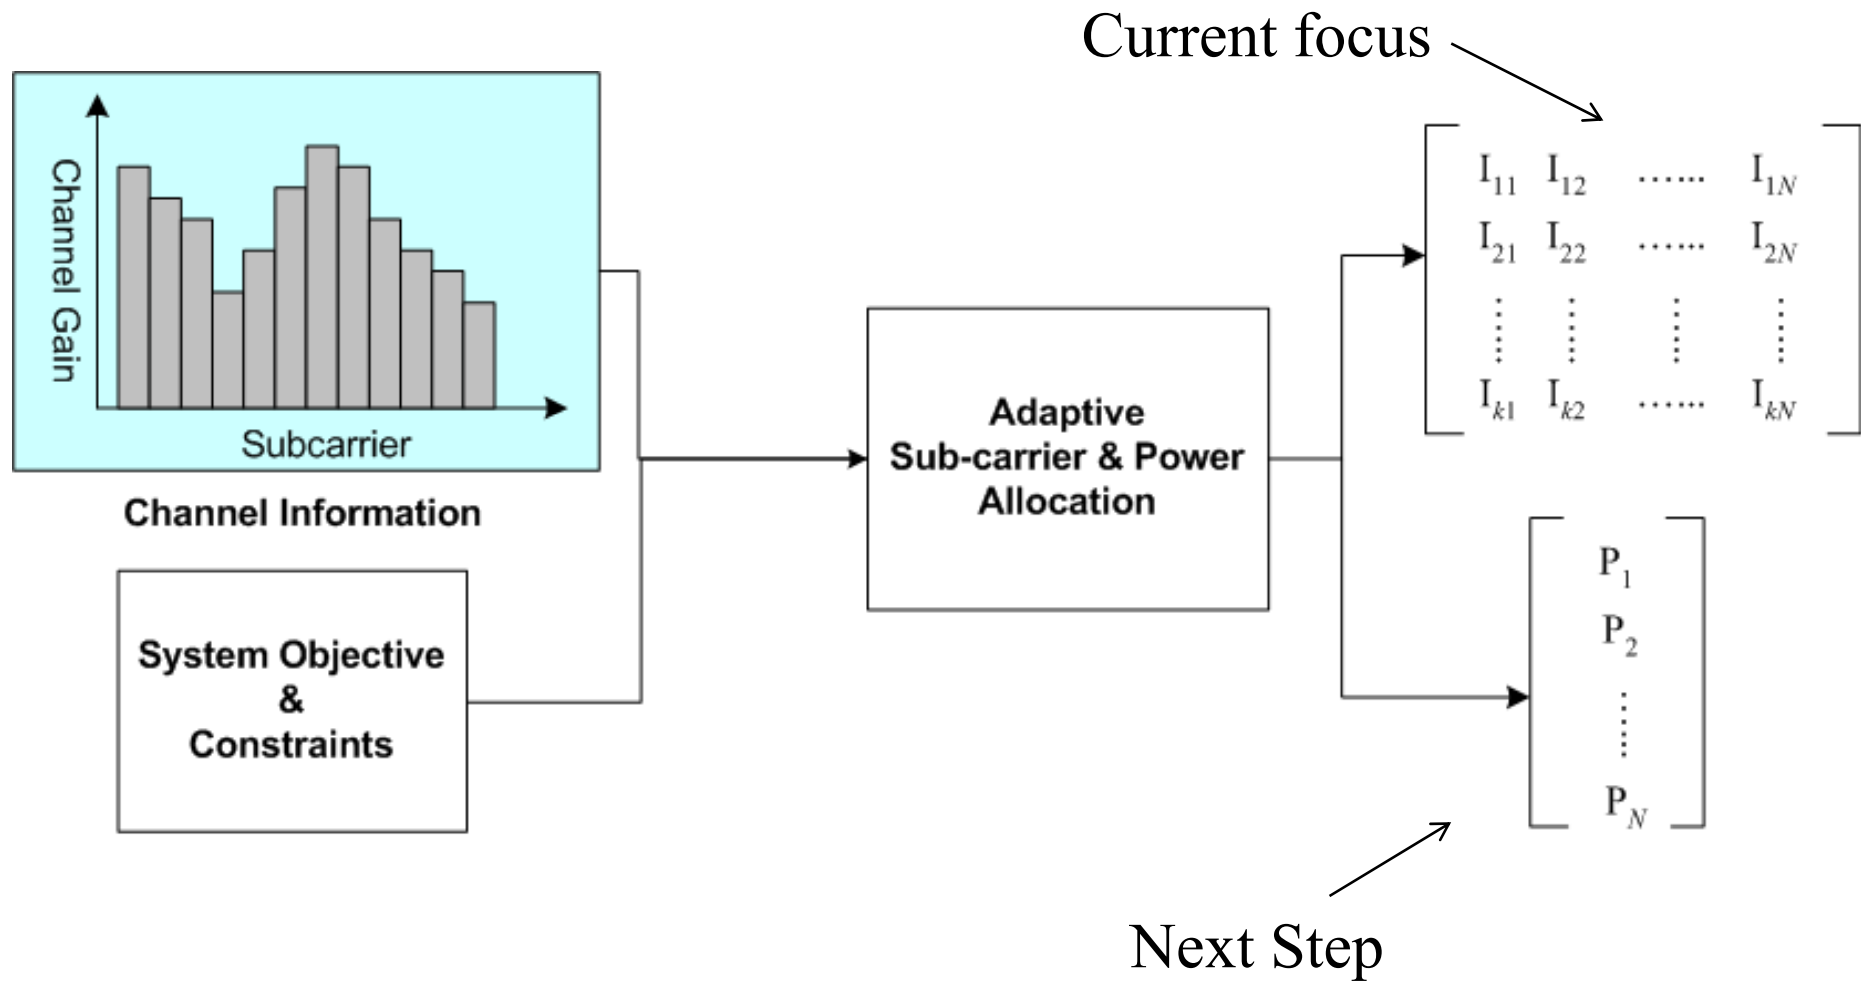 Current focus
Channel Gain
Subcarrier
Channel Information
System Objective
&
Constraints
Adaptive
Sub-carrier & Power
Allocation
I11 I12 ...... I1N
I21 I22 ...... I2N
Ik1 Ik2 ...... IkN
P1
P2
PN
Next Step